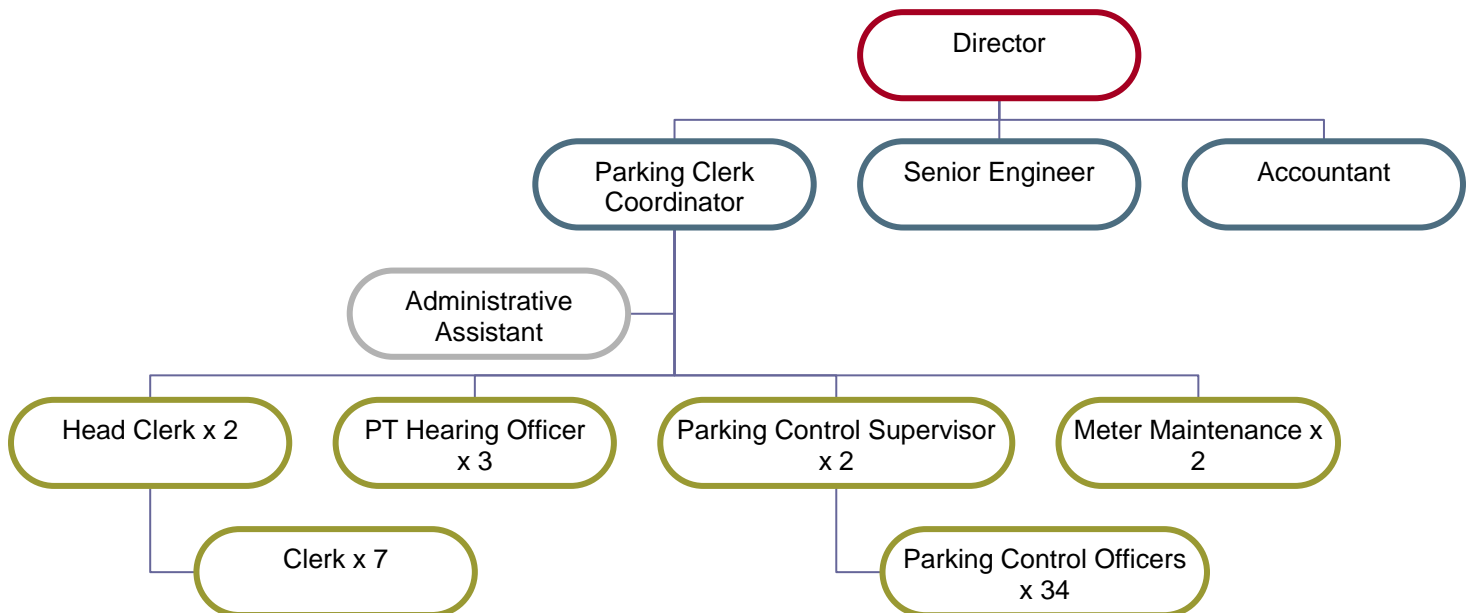 Director
Parking Clerk
Coordinator
Senior Engineer
Accountant
Administrative
Assistant
Head Clerk x 2
PT Hearing Officer
x 3
Parking Control Supervisor
x 2
Meter Maintenance x
2
Clerk x 7
Parking Control Officers
x 34